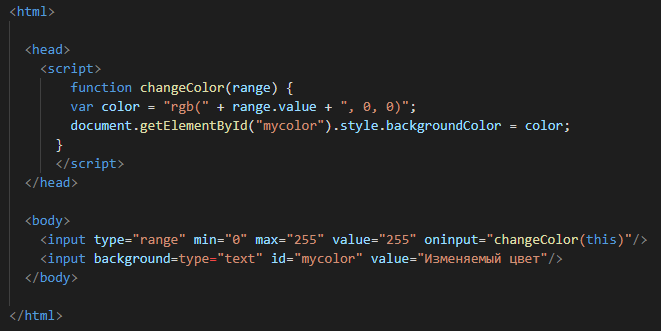 <html>
<head>
<script>
function changeColor(range) {
var color = "rgb(" + range.value + ", 0, 0)";
document.getElementById("mycolor").style.backgroundColor = color;
}
</script>
</head>
<body>
<input type="range" min="0" max="255" value="255" oninput="changeColor(this)"/>
<input background=type="text" id="mycolor" value="Изменяемый цвет"/>
</body>
</html>